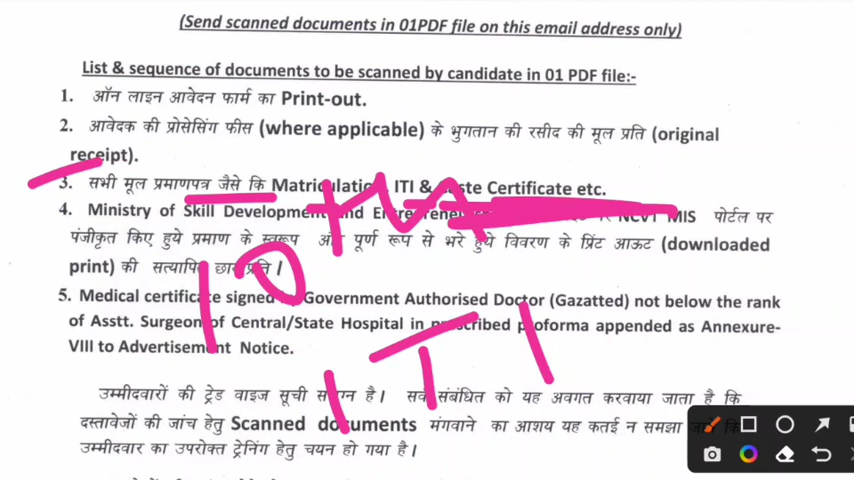 (Send scanned documents in 01PDF file on this email address only)
List & sequence of documents to be scanned by candidate in 01 PDF file:-
1. ऑन लाइन आवेदन फार्म का Print-out.
2. आवेदक की प्रोसेसिंग फीस (where applicable) के भुगतान की रसीद की मूल प्रति (original
receipt).
3. सभी मूल प्रमाणपत्र जैसे कि Matriculation, ITI & Caste Certificate etc.
4. Ministry of Skill Development and पर NCVT MIS पोर्टल पर
पंजीकृत किए हुये प्रमाण के स्वरूप और पूर्ण रूप से भरे हुये विवरण के प्रिंट आऊट (downloaded
print) की सत्यापित छायाप्रति।
5. Medical certificate signed Government Authorised Doctor (Gazatted) not below the rank
of Asstt. Surgeon of Central/State Hospital in prescribed proforma appended as Annexure-
VIII to Advertisement Notice.
10th
ITI
उम्मीदवारों की ट्रेड वाइज सूची संलग्न है। संबंधित को यह अवगत करवाया जाता है कि
दस्तावेजों की जांच हेतु Scanned documents मंगवाने का आशय यह कतई न समझा
उम्मीदवार का उपरोक्त ट्रेनिंग हेतु चयन हो गया है।